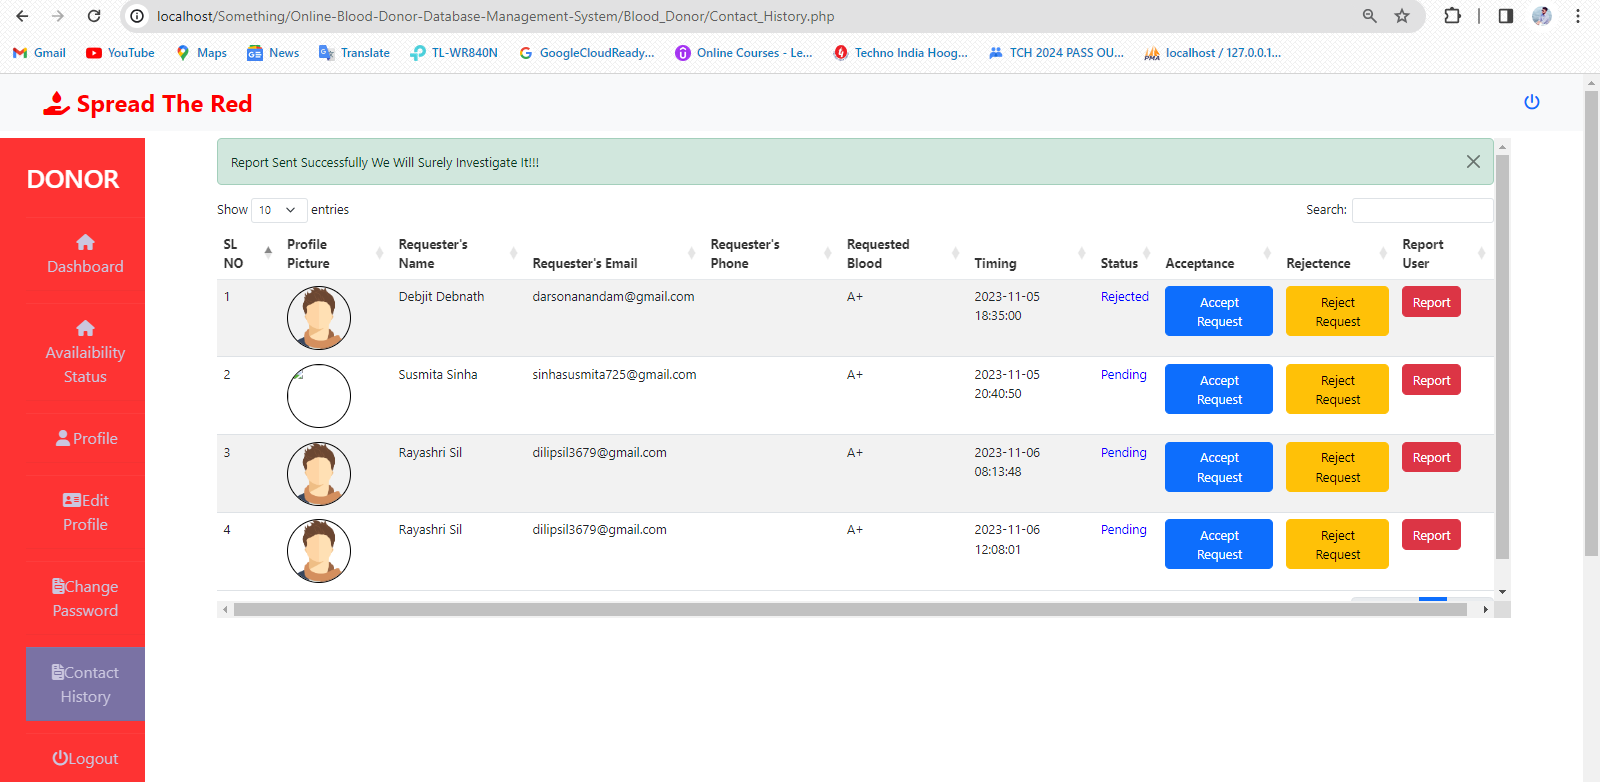 localhost/Something/Online-Blood-Donor-Database-Management-System/Blood_Donor/Contact_History.php
Gmail YouTube Maps News Translate TL-WR840N GoogleCloudReady... Online Courses - Le... Techno India Hoog... TCH 2024 PASS OU... PMA localhost / 127.0.0.1...
Spread The Red
DONOR
Dashboard
Availaibility
Status
Profile
Edit
Profile
Change
Password
Contact
History
Logout
Report Sent Successfully We Will Surely Investigate It!!!
Show 10 entries Search:
SL NO Profile Picture Requester's Name Requester's Email Requester's Phone Requested Blood Timing Status Acceptance Rejectence Report User
1 Debjit Debnath darsonanandam@gmail.com A+ 2023-11-05 18:35:00 Rejected Accept Request Reject Request Report
2 Susmita Sinha sinhasusmita725@gmail.com A+ 2023-11-05 20:40:50 Pending Accept Request Reject Request Report
3 Rayashri Sil dilipsil3679@gmail.com A+ 2023-11-06 08:13:48 Pending Accept Request Reject Request Report
4 Rayashri Sil dilipsil3679@gmail.com A+ 2023-11-06 12:08:01 Pending Accept Request Reject Request Report